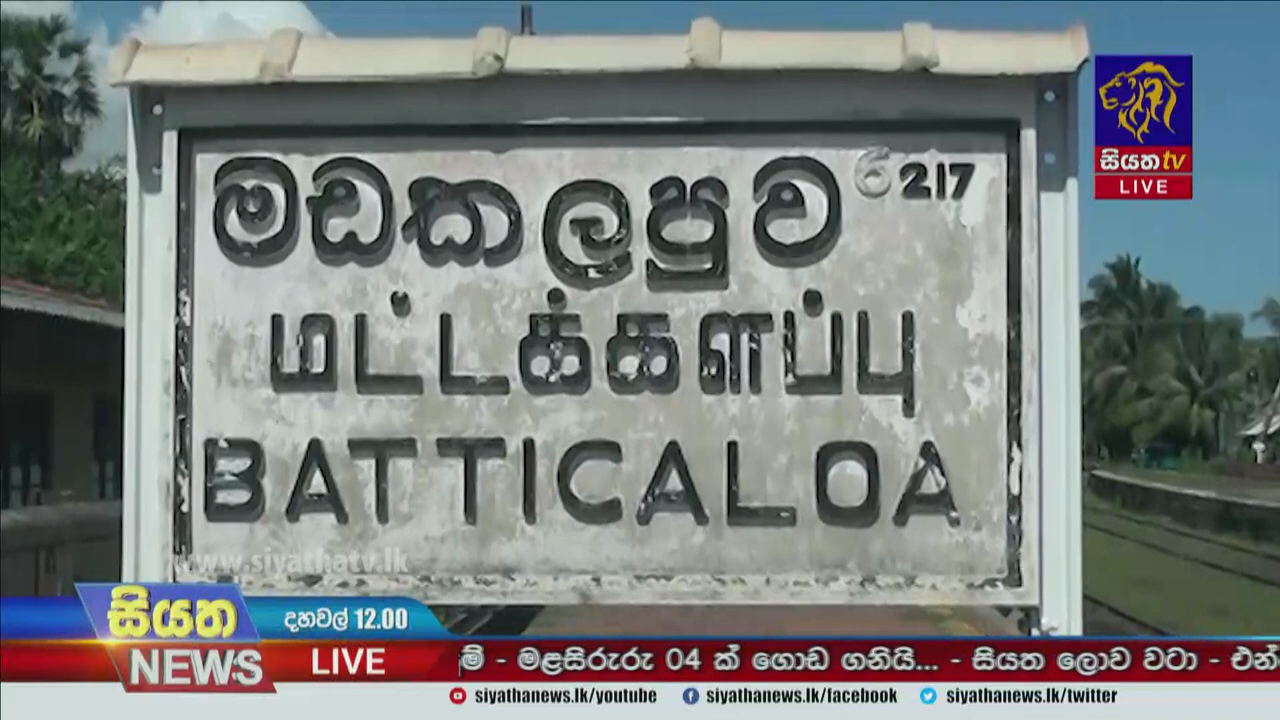 මඩකලපුව ර 217
மட்டக்களப்பு
BATTICALOA
සියත tv
LIVE
www.siyathatv.lk
සියත
NEWS
දහවල් 12.00
LIVE
මි - මළසිරුරු 04 ක් ගොඩ ගනියි... - සියත ලොව වටා - එන්
siyathanews.lk/youtube
siyathanews.lk/facebook
siyathanews.lk/twitter